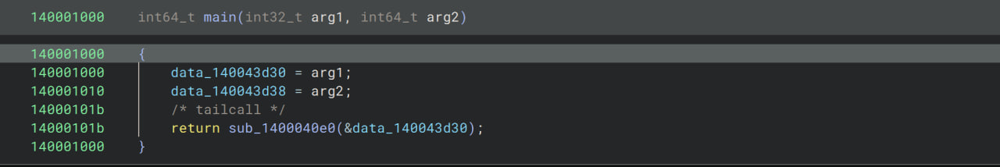 140001000 int64_t main(int32_t arg1, int64_t arg2)
140001000 {
140001000 data_140043d30 = arg1;
140001010 data_140043d38 = arg2;
14000101b /* tailcall */
14000101b return sub_1400040e0(&data_140043d30);
140001000 }